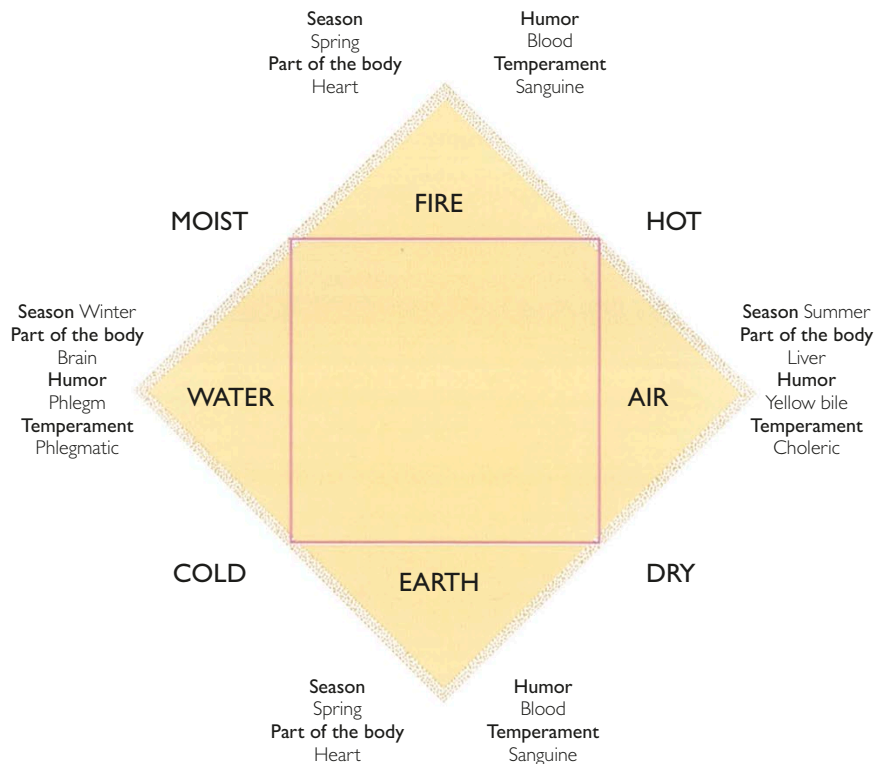 Season
Spring
Part of the body
Heart
Humor
Blood
Temperament
Sanguine
FIRE
MOIST
HOT
Season Winter
Part of the body
Brain
Humor
Phlegm
Temperament
Phlegmatic
WATER
AIR
Season Summer
Part of the body
Liver
Humor
Yellow bile
Temperament
Choleric
COLD
EARTH
DRY
Season
Spring
Part of the body
Heart
Humor
Blood
Temperament
Sanguine